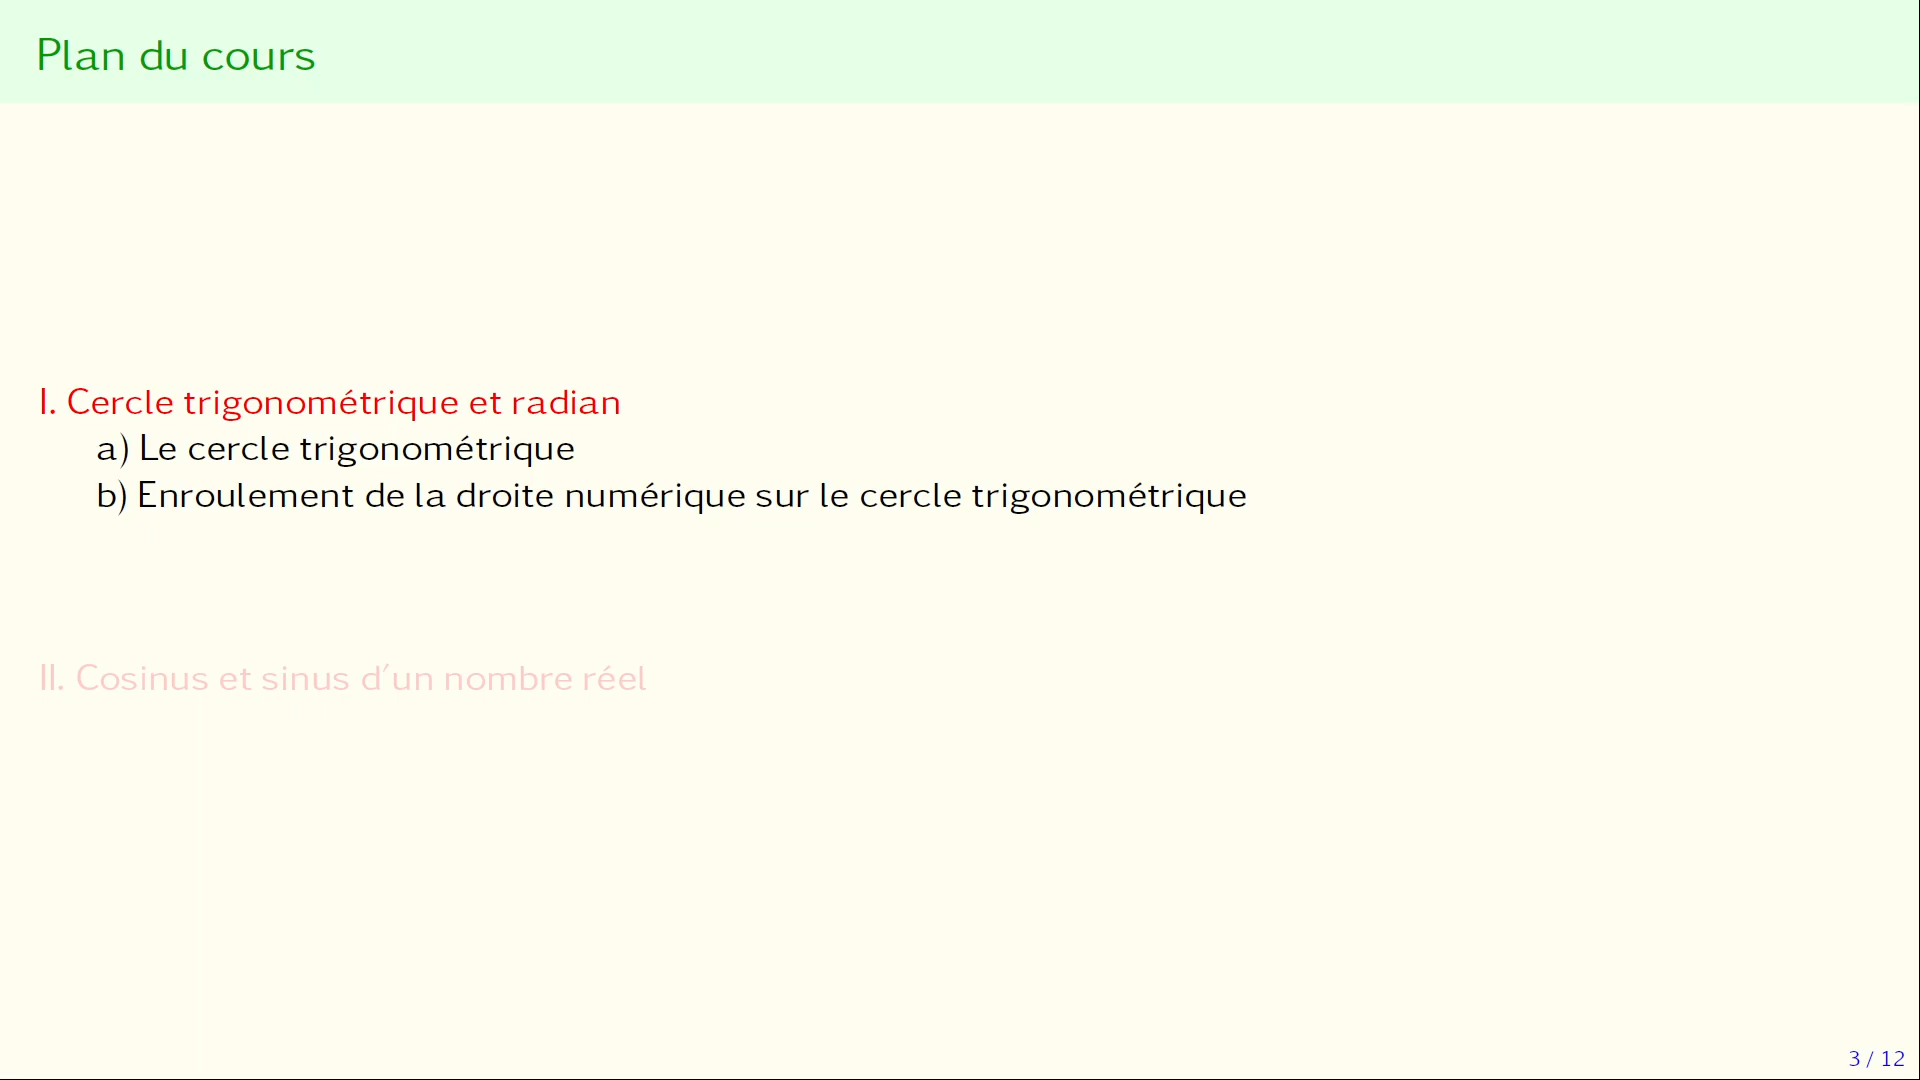 Plan du cours
I. Cercle trigonométrique et radian
a) Le cercle trigonométrique
b) Enroulement de la droite numérique sur le cercle trigonométrique
II. Cosinus et sinus d′un nombre réel
3 / 12